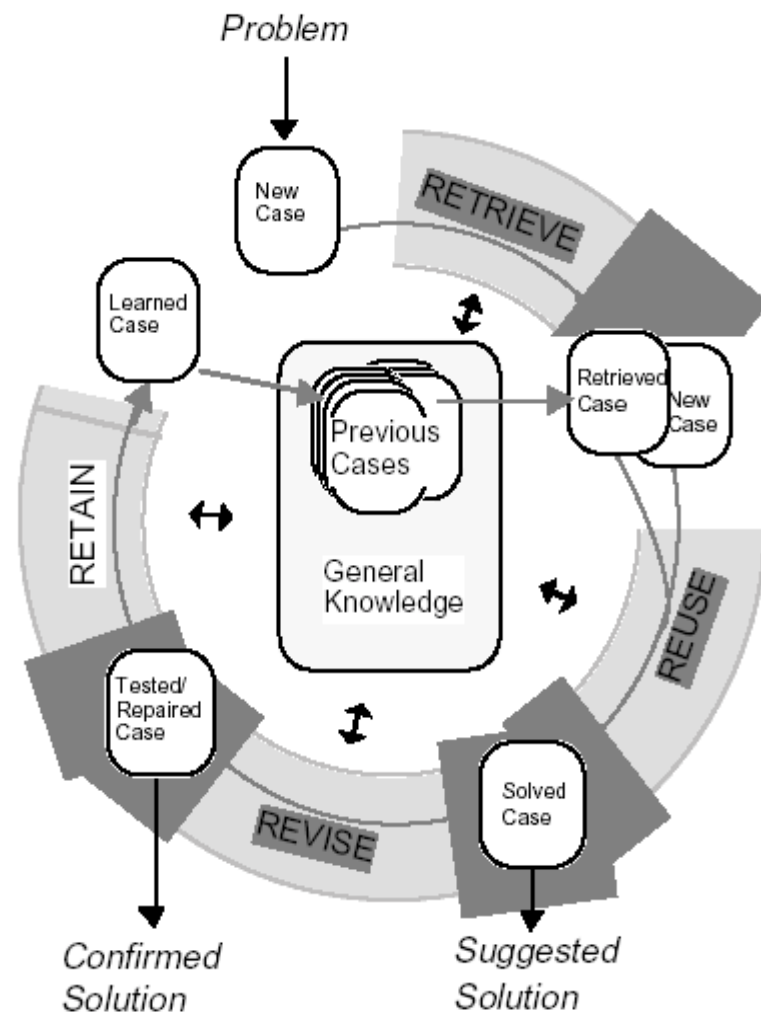 Problem
New
Case
RETRIEVE
Learned
Case
Retrieved
Case
New
Case
Previous
Cases
General
Knowledge
RETAIN
REUSE
Tested/
Repaired
Case
REVISE
Solved
Case
Confirmed
Solution
Suggested
Solution